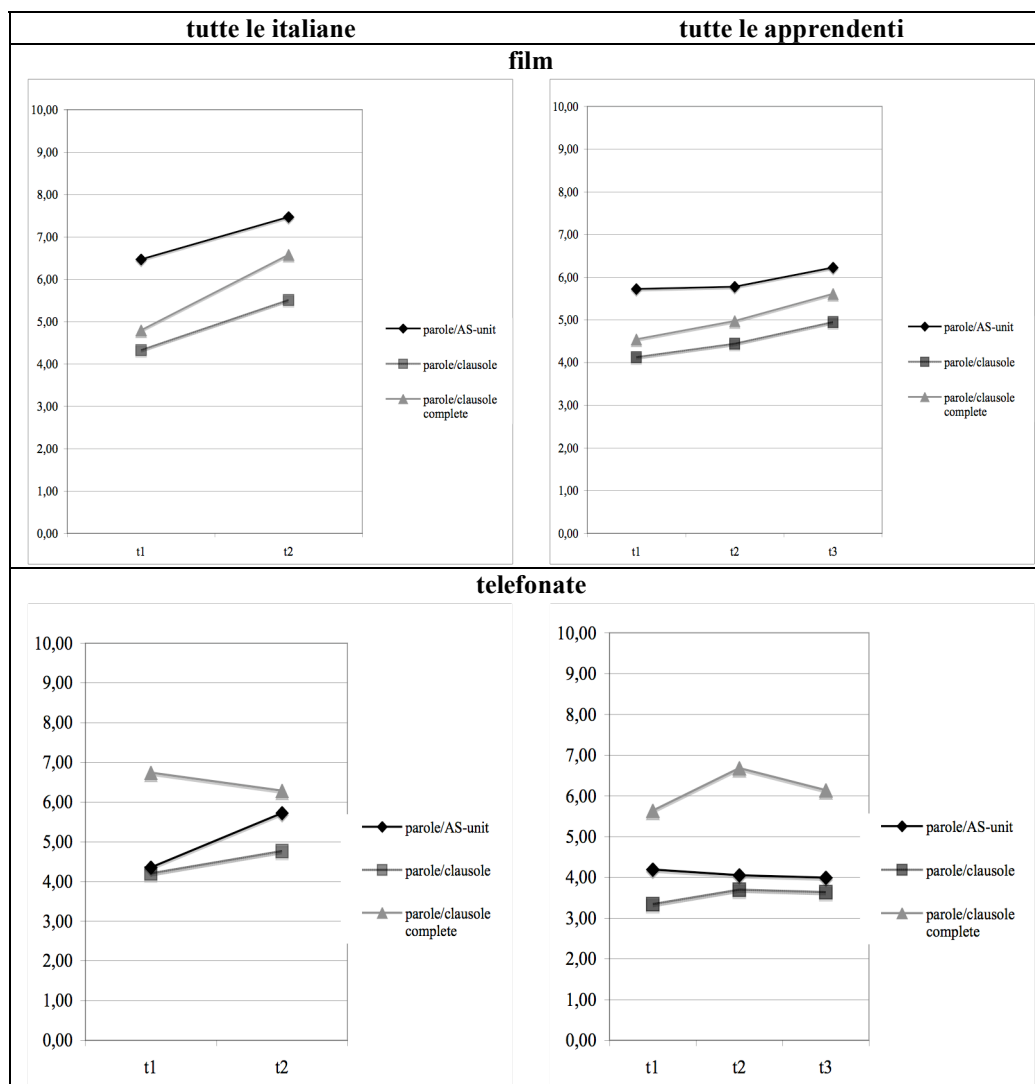 tutte le italiane
tutte le apprendenti
film
10,00
9,00
8,00
7,00
6,00
5,00
4,00
3,00
2,00
1,00
0,00
t1
t2
parole/AS-unit
parole/clausole
parole/clausole
complete
10,00
9,00
8,00
7,00
6,00
5,00
4,00
3,00
2,00
1,00
0,00
t1
t2
t3
parole/AS-unit
parole/clausole
parole/clausole
complete
telefonate
10,00
9,00
8,00
7,00
6,00
5,00
4,00
3,00
2,00
1,00
0,00
t1
t2
parole/AS-unit
parole/clausole
parole/clausole
complete
10,00
9,00
8,00
7,00
6,00
5,00
4,00
3,00
2,00
1,00
0,00
t1
t2
t3
parole/AS-unit
parole/clausole
parole/clausole
complete